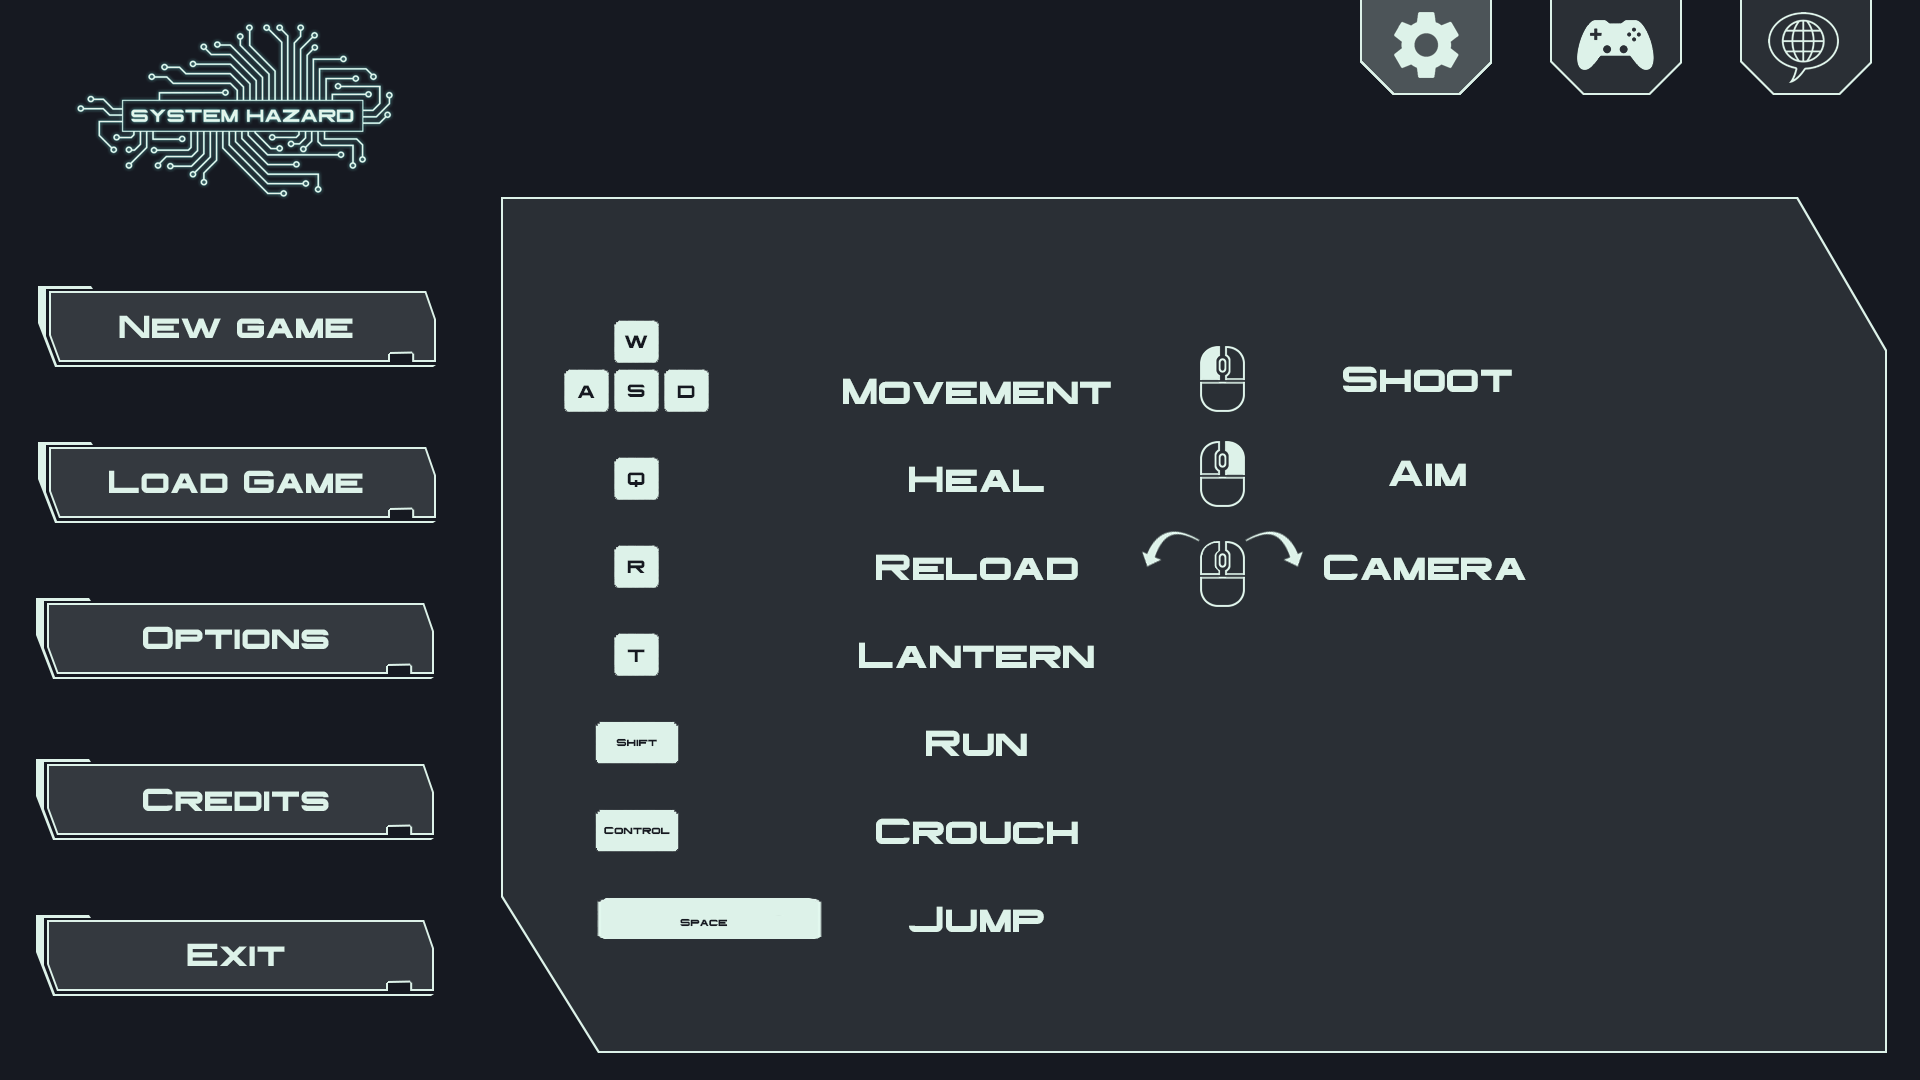 SYSTEM HAZARD
New game
Load Game
Options
Credits
Exit
W
A S D Movement
Q Heal
R Reload
T Lantern
Shift Run
Control Crouch
Space Jump
Shoot
Aim
Camera